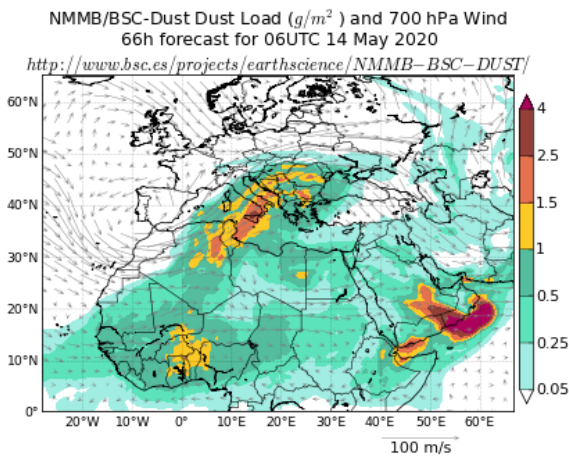 NMMB/BSC-Dust Dust Load (g/m² ) and 700 hPa Wind
66h forecast for 06UTC 14 May 2020
http://www.bsc.es/projects/earthscience/NMMB−BSC−DUST/
60°N
50°N
40°N
30°N
20°N
10°N
0°
20°W 10°W 0° 10°E 20°E 30°E 40°E 50°E 60°E
4
2.5
1.5
1
0.5
0.25
0.05
100 m/s